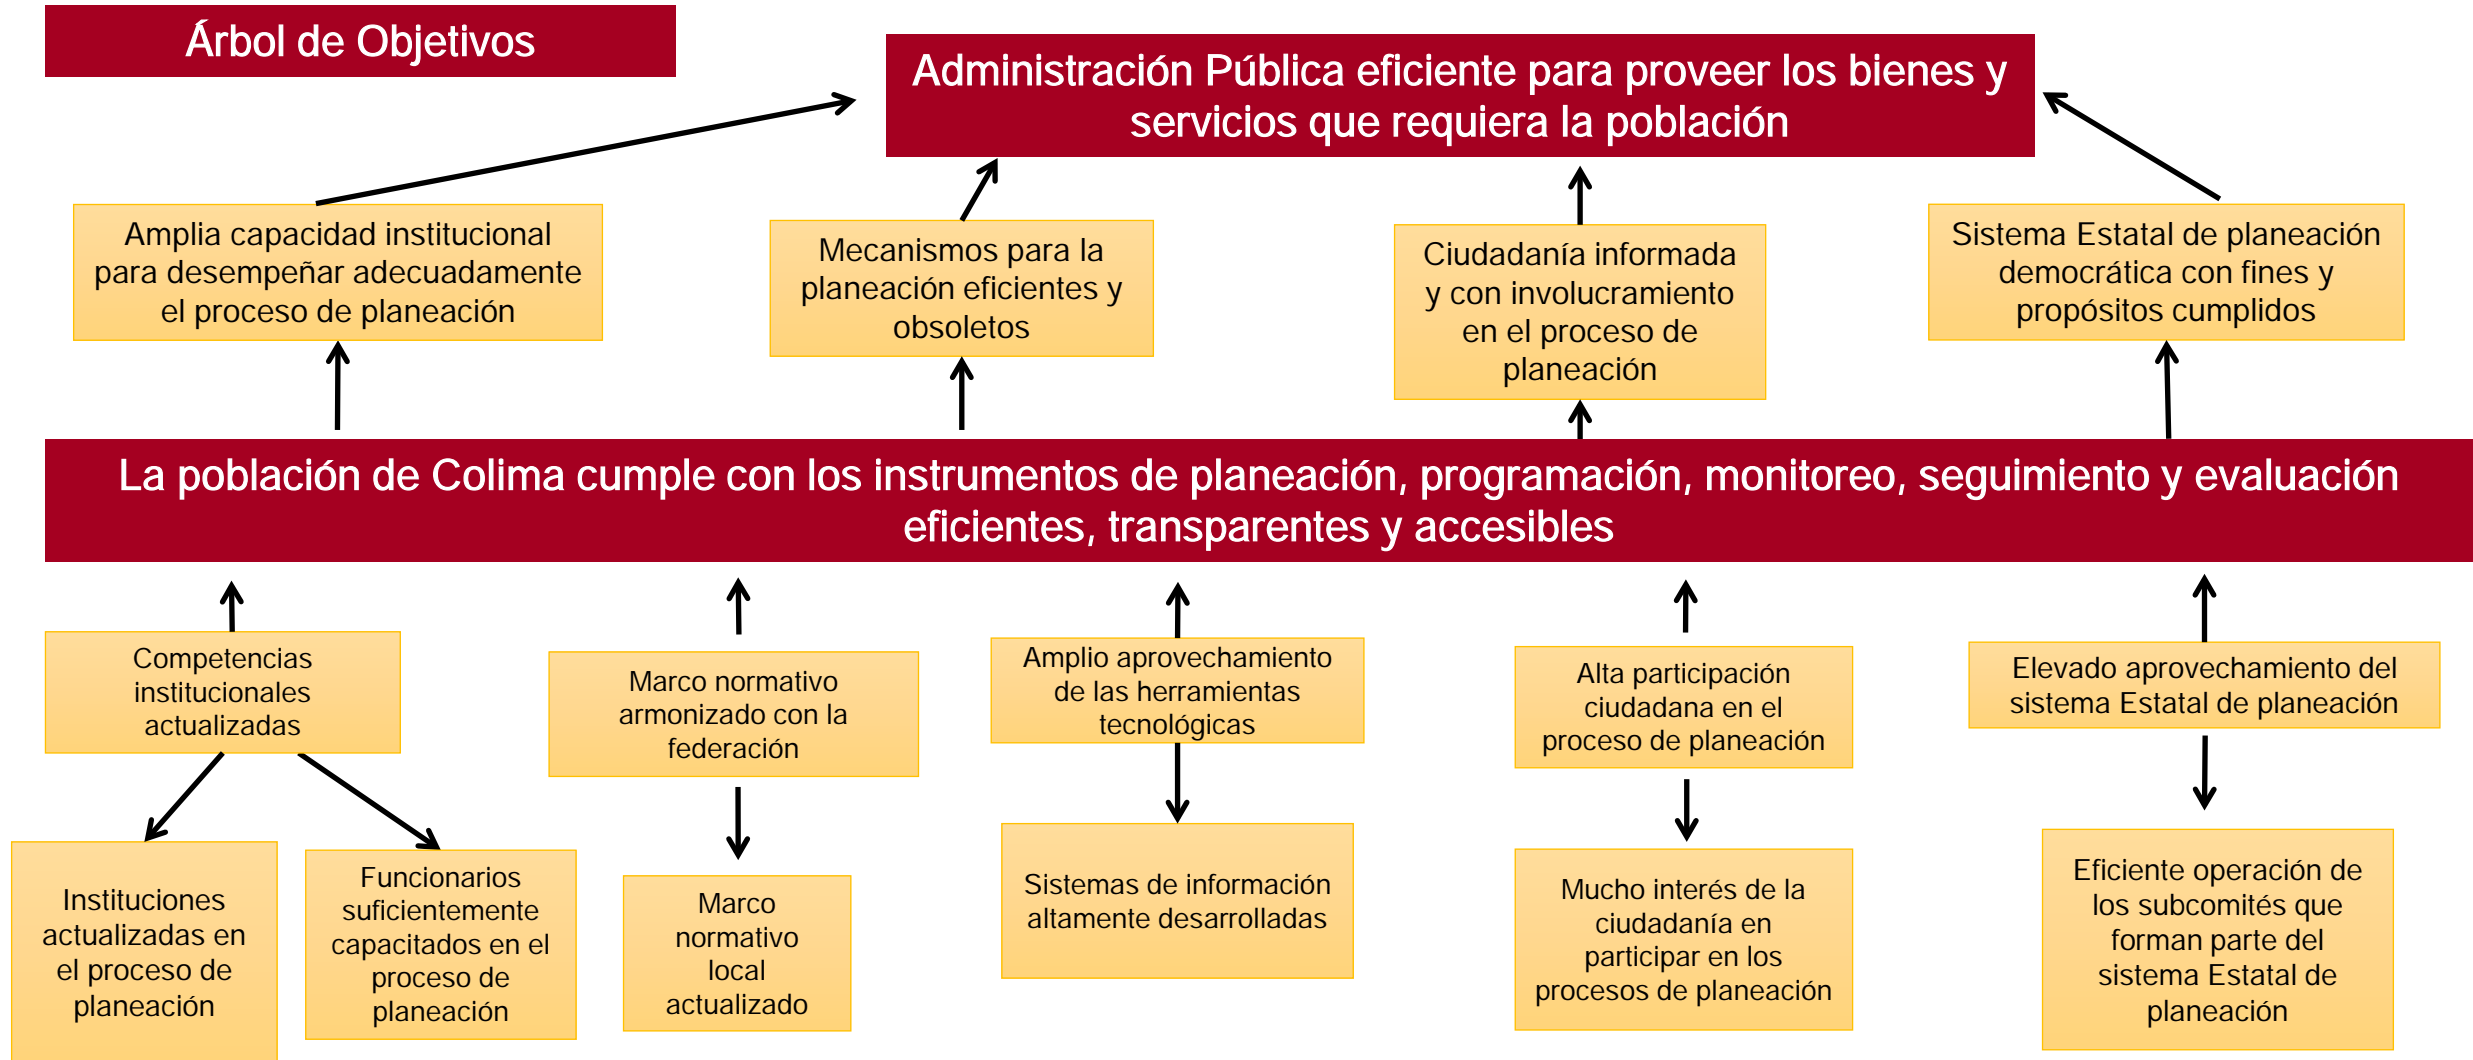 Árbol de Objetivos
Administración Pública eficiente para proveer los bienes y
servicios que requiera la población
Amplia capacidad institucional
para desempeñar adecuadamente
el proceso de planeación
Mecanismos para la
planeación eficientes y
obsoletos
Ciudadanía informada
y con involucramiento
en el proceso de
planeación
Sistema Estatal de planeación
democrática con fines y
propósitos cumplidos
La población de Colima cumple con los instrumentos de planeación, programación, monitoreo, seguimiento y evaluación
eficientes, transparentes y accesibles
Competencias
institucionales
actualizadas
Marco normativo
armonizado con la
federación
Amplio aprovechamiento
de las herramientas
tecnológicas
Alta participación
ciudadana en el
proceso de planeación
Elevado aprovechamiento del
sistema Estatal de planeación
Instituciones
actualizadas en
el proceso de
planeación
Funcionarios
suficientemente
capacitados en el
proceso de
planeación
Marco
normativo
local
actualizado
Sistemas de información
altamente desarrolladas
Mucho interés de la
ciudadanía en
participar en los
procesos de planeación
Eficiente operación de
los subcomités que
forman parte del
sistema Estatal de
planeación